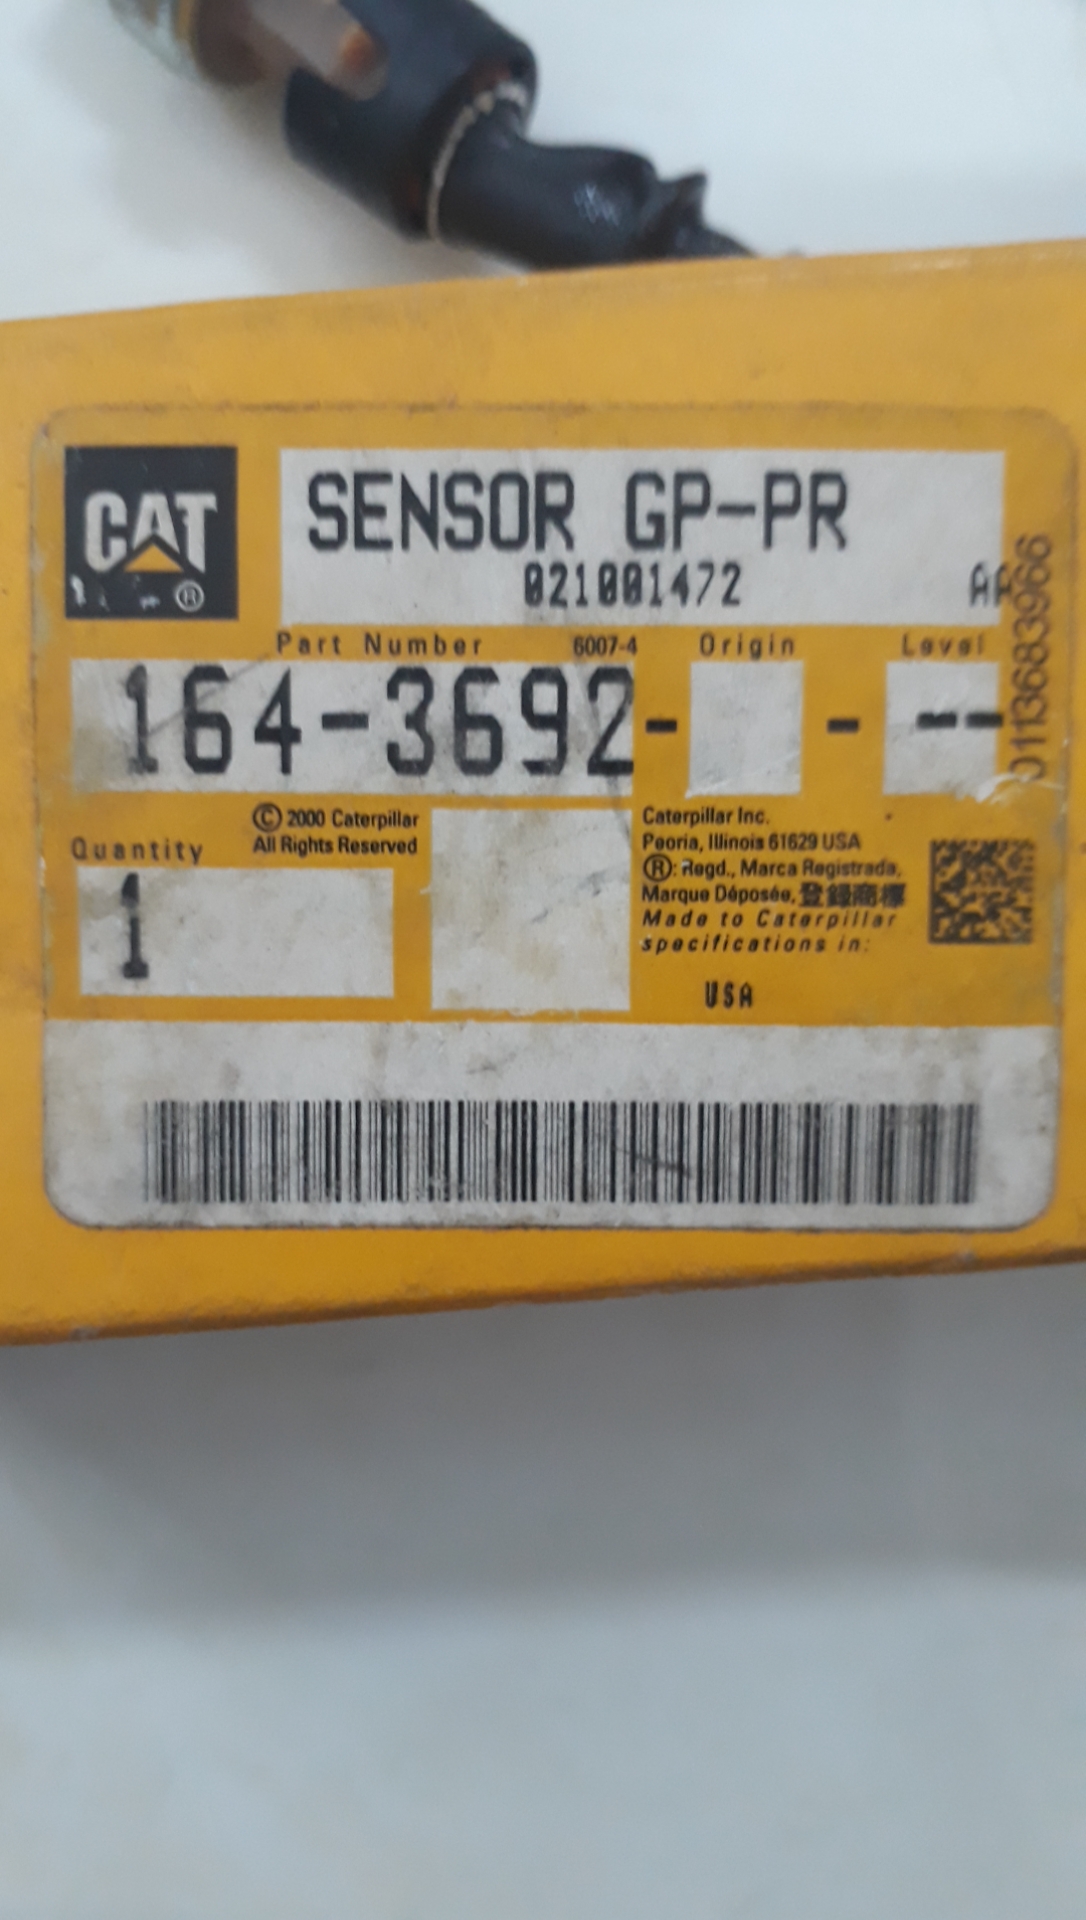 CAT
®
SENSOR GP-PR
021001472 AA
Part Number 6007-4 Origin Level
164-3692- - --
0113683966
© 2000 Caterpillar
All Rights Reserved
Quantity
1
Caterpillar Inc.
Peoria, Illinois 61629 USA
®: Regd., Marca Registrada,
Marque Déposée, 登録商標
Made to Caterpillar
specifications in:
USA